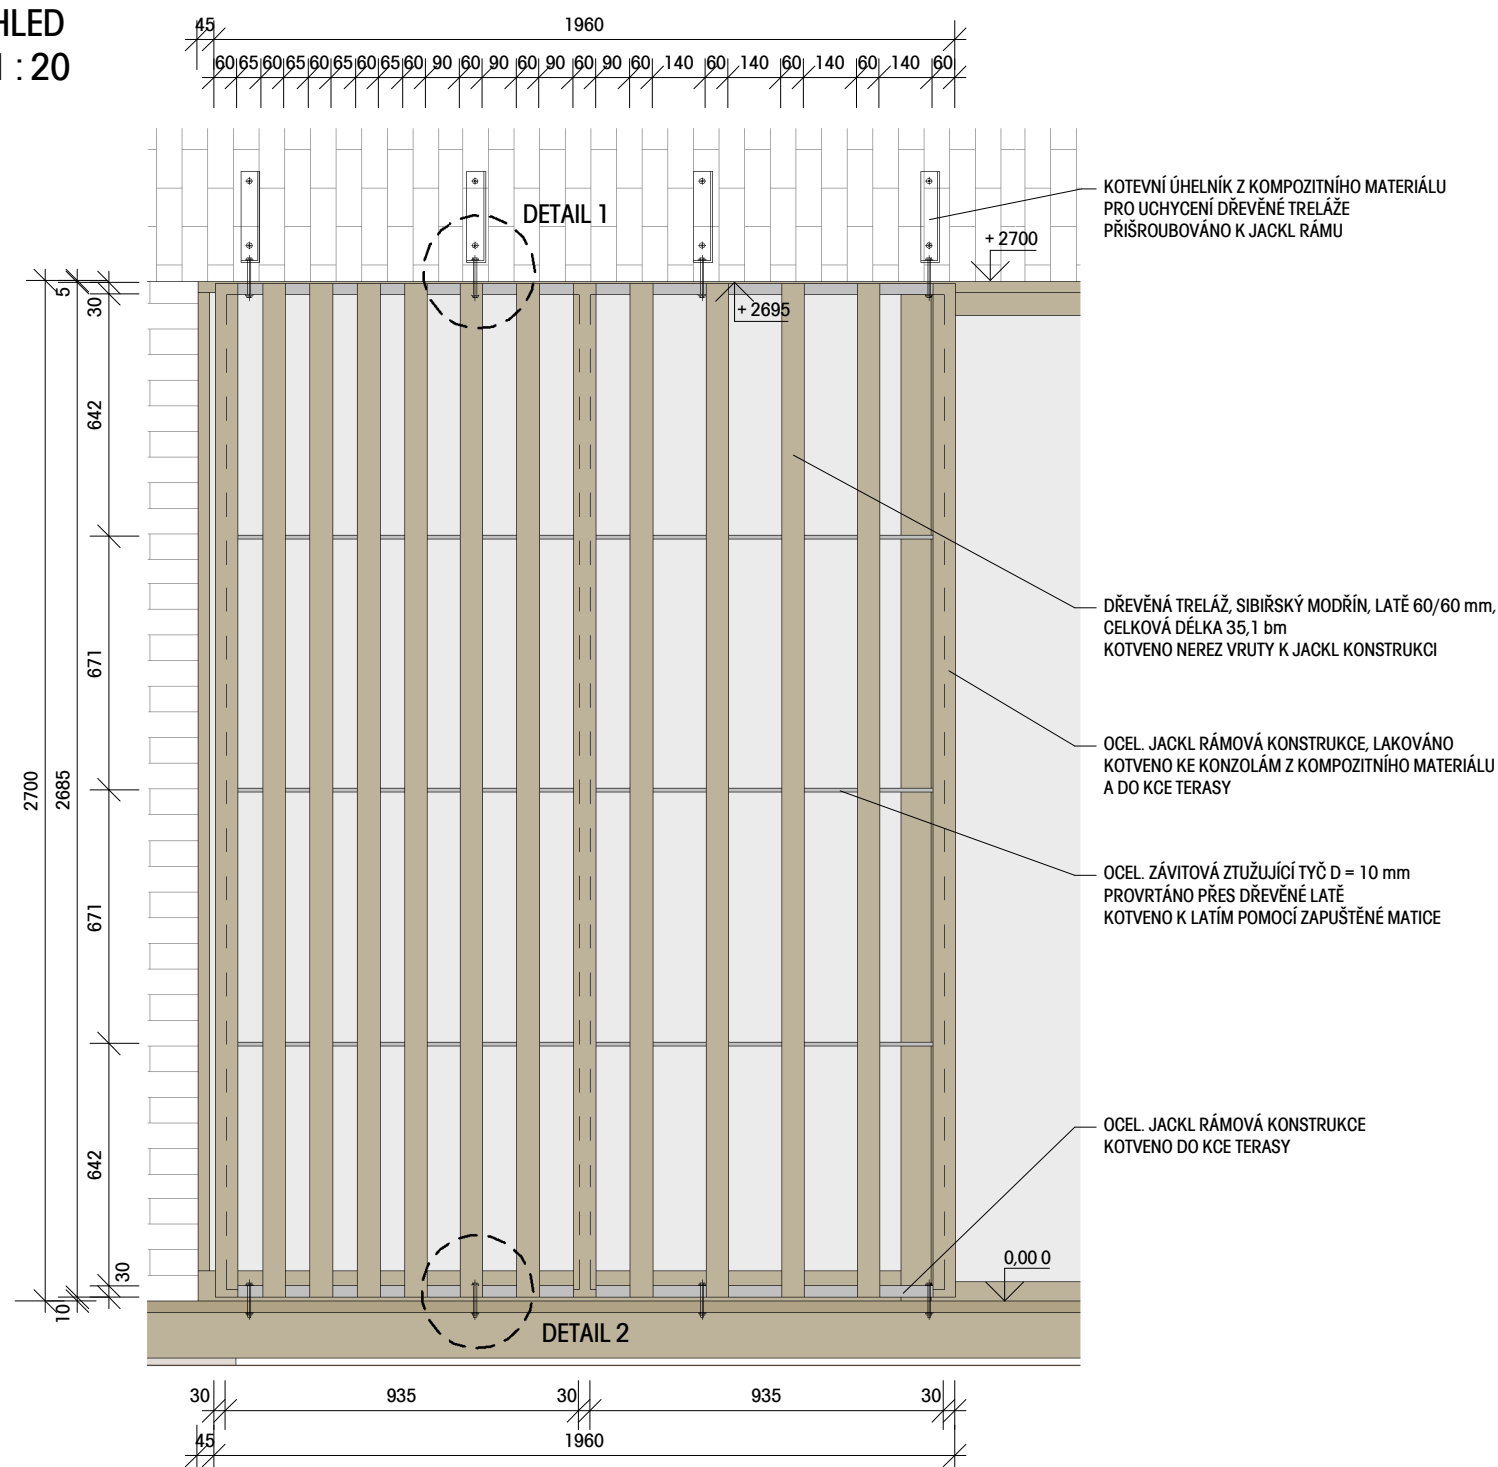 HLED
1 : 20
45 1960
60 65 60 65 60 65 60 65 60 90 60 90 60 90 60 90 60 140 60 140 60 140 60 140 60
DETAIL 1
KOTEVNÍ ÚHELNÍK Z KOMPOZITNÍHO MATERIÁLU
PRO UCHYCENÍ DŘEVĚNÉ TRELÁŽE
PŘIŠROUBOVÁNO K JACKL RÁMU
+ 2700
+ 2695
5
30
642
671
671
642
30
10
2700
2685
DŘEVĚNÁ TRELÁŽ, SIBIŘSKÝ MODŘÍN, LATĚ 60/60 mm,
CELKOVÁ DÉLKA 35,1 bm
KOTVENO NEREZ VRUTY K JACKL KONSTRUKCI
OCEL. JACKL RÁMOVÁ KONSTRUKCE, LAKOVÁNO
KOTVENO KE KONZOLÁM Z KOMPOZITNÍHO MATERIÁLU
A DO KCE TERASY
OCEL. ZÁVITOVÁ ZTUŽUJÍCÍ TYČ D = 10 mm
PROVRTÁNO PŘES DŘEVĚNÉ LATĚ
KOTVENO K LATÍM POMOCÍ ZAPUŠTĚNÉ MATICE
OCEL. JACKL RÁMOVÁ KONSTRUKCE
KOTVENO DO KCE TERASY
0,00 0
DETAIL 2
30 935 30 935 30
45 1960